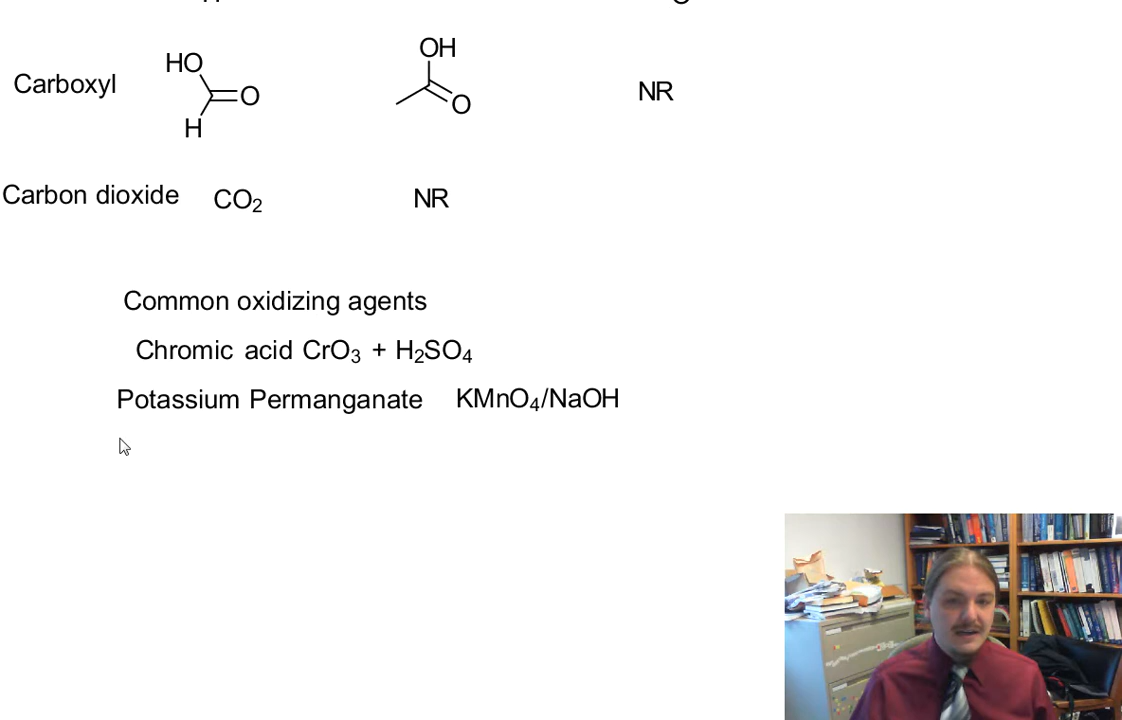 HO
OH
Carboxyl
O
O
NR
H
Carbon dioxide CO₂ NR
Common oxidizing agents
Chromic acid CrO₃ + H₂SO₄
Potassium Permanganate KMnO₄/NaOH